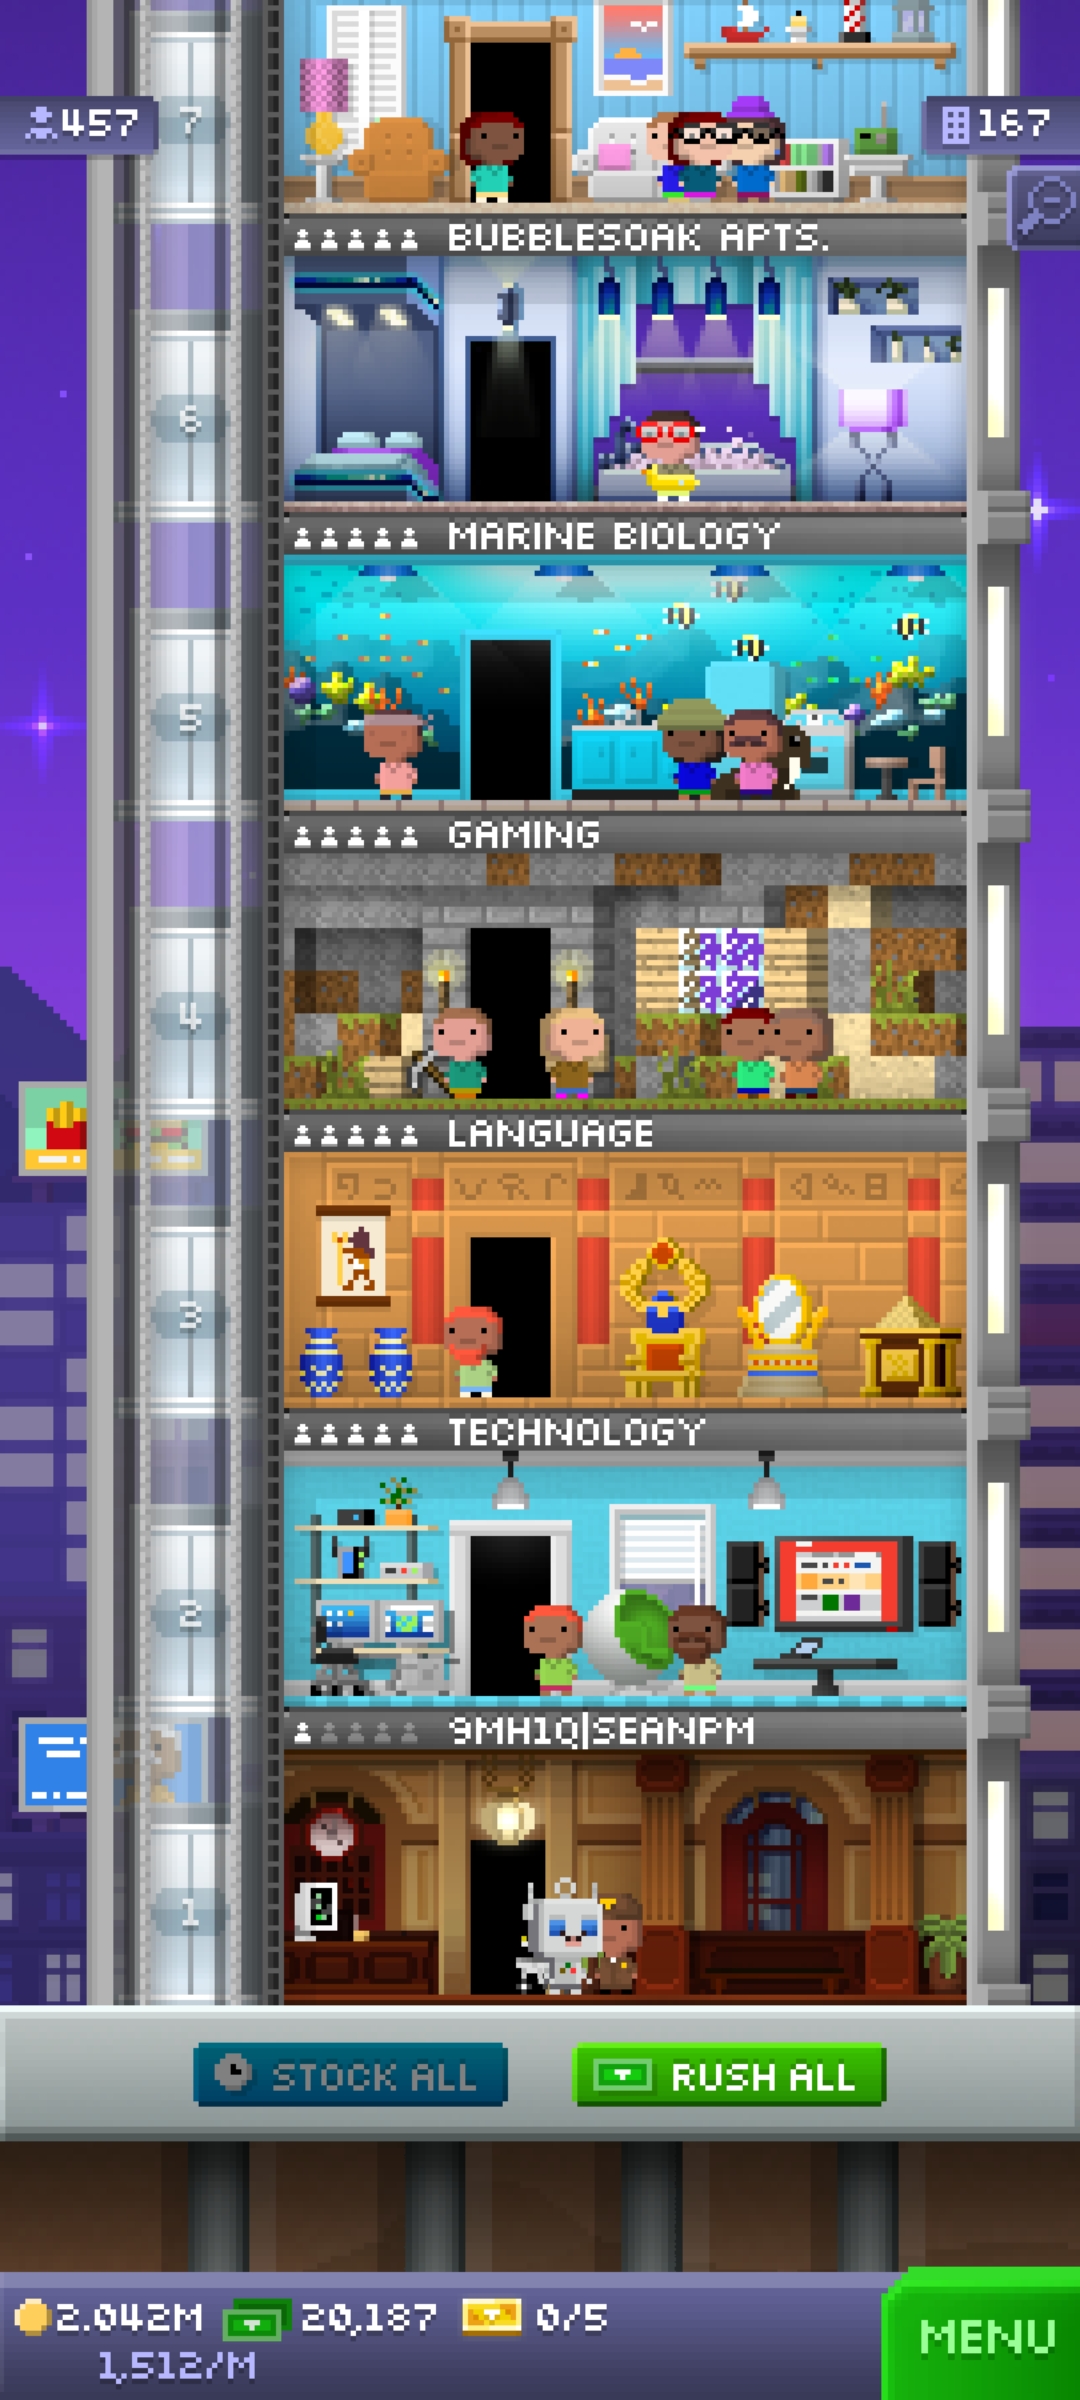 457
7
167
BUBBLESOAK APTS.
6
MARINE BIOLOGY
5
GAMING
4
LANGUAGE
3
TECHNOLOGY
2
9MH1Q|SEANPM
1
STOCK ALL
RUSH ALL
2.042M
20,187
0/5
1,512/M
MENU